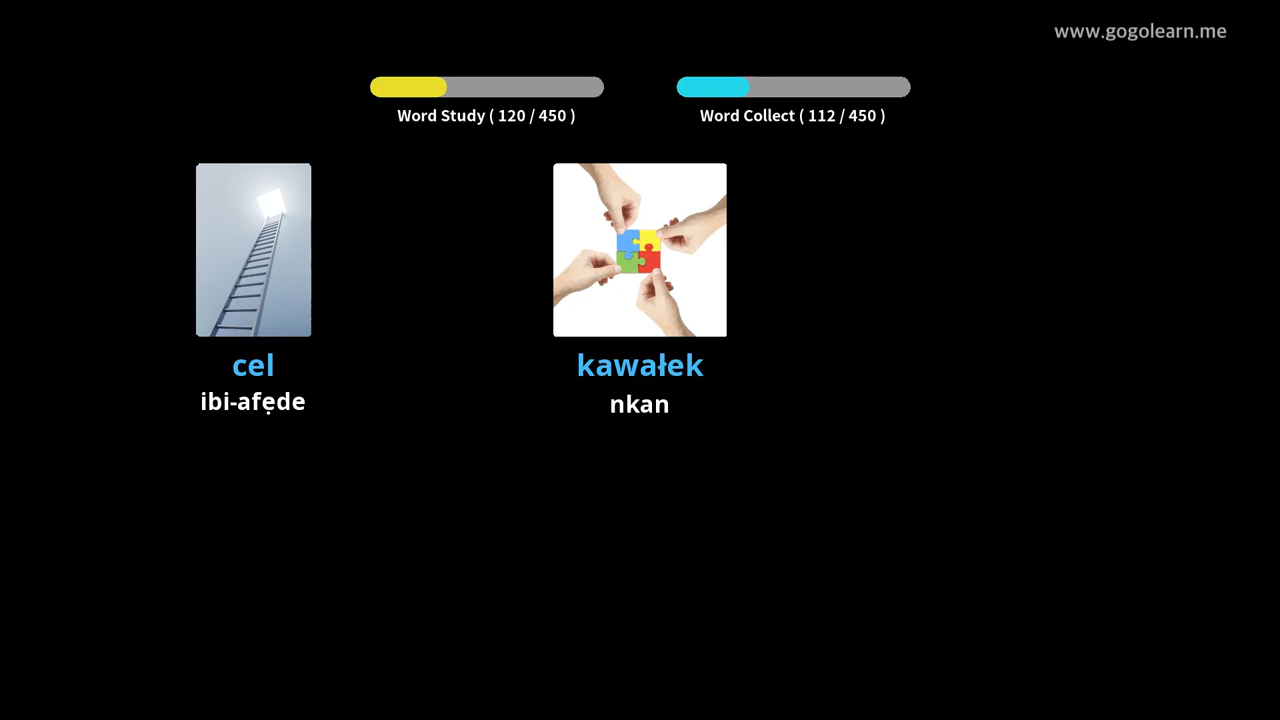 www.gogolearn.me
Word Study ( 120 / 450 )
Word Collect ( 112 / 450 )
cel
ibi-afẹde
kawałek
nkan